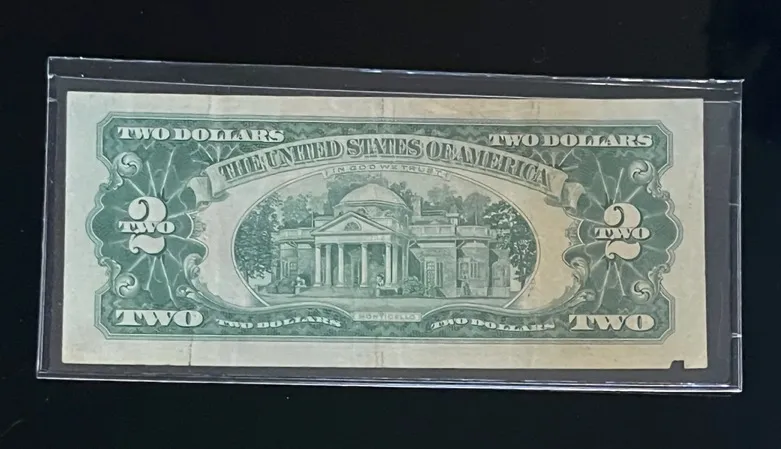 TWO DOLLARS
TWO DOLLARS
THE UNITED STATES OF AMERICA
IN GOD WE TRUST
2
TWO
2
TWO
MONTICELLO
TWO
TWO DOLLARS
TWO DOLLARS
TWO